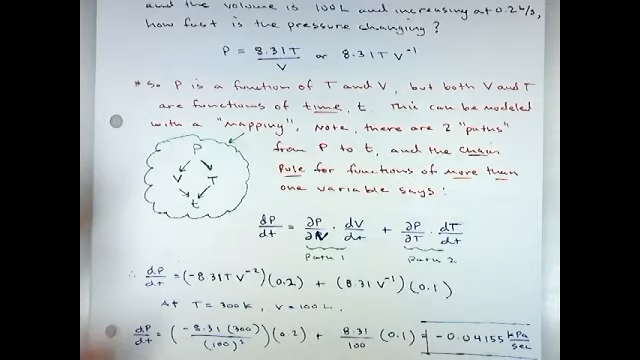 and the volume is 100L and increasing at 0.2 L/s,
how fast is the pressure changing?
P = 8.31T/V or 8.31TV⁻¹
* So P is a function of T and V, but both V and T
are functions of time, t. This can be modeled
with a "mapping". Note, there are 2 "paths"
from P to t, and the chain
Rule for functions of more than
one variable says:
P
V T
t
dP/dt = ∂P/∂V · dV/dt + ∂P/∂T · dT/dt
path 1 path 2
∴ dP/dt = (-8.31TV⁻²)(0.2) + (8.31V⁻¹)(0.1)
At T = 300K, V = 100L.
dP/dt = (-8.31(300)/(100)²)(0.2) + 8.31/100 (0.1) = -0.04155 kPa/sec